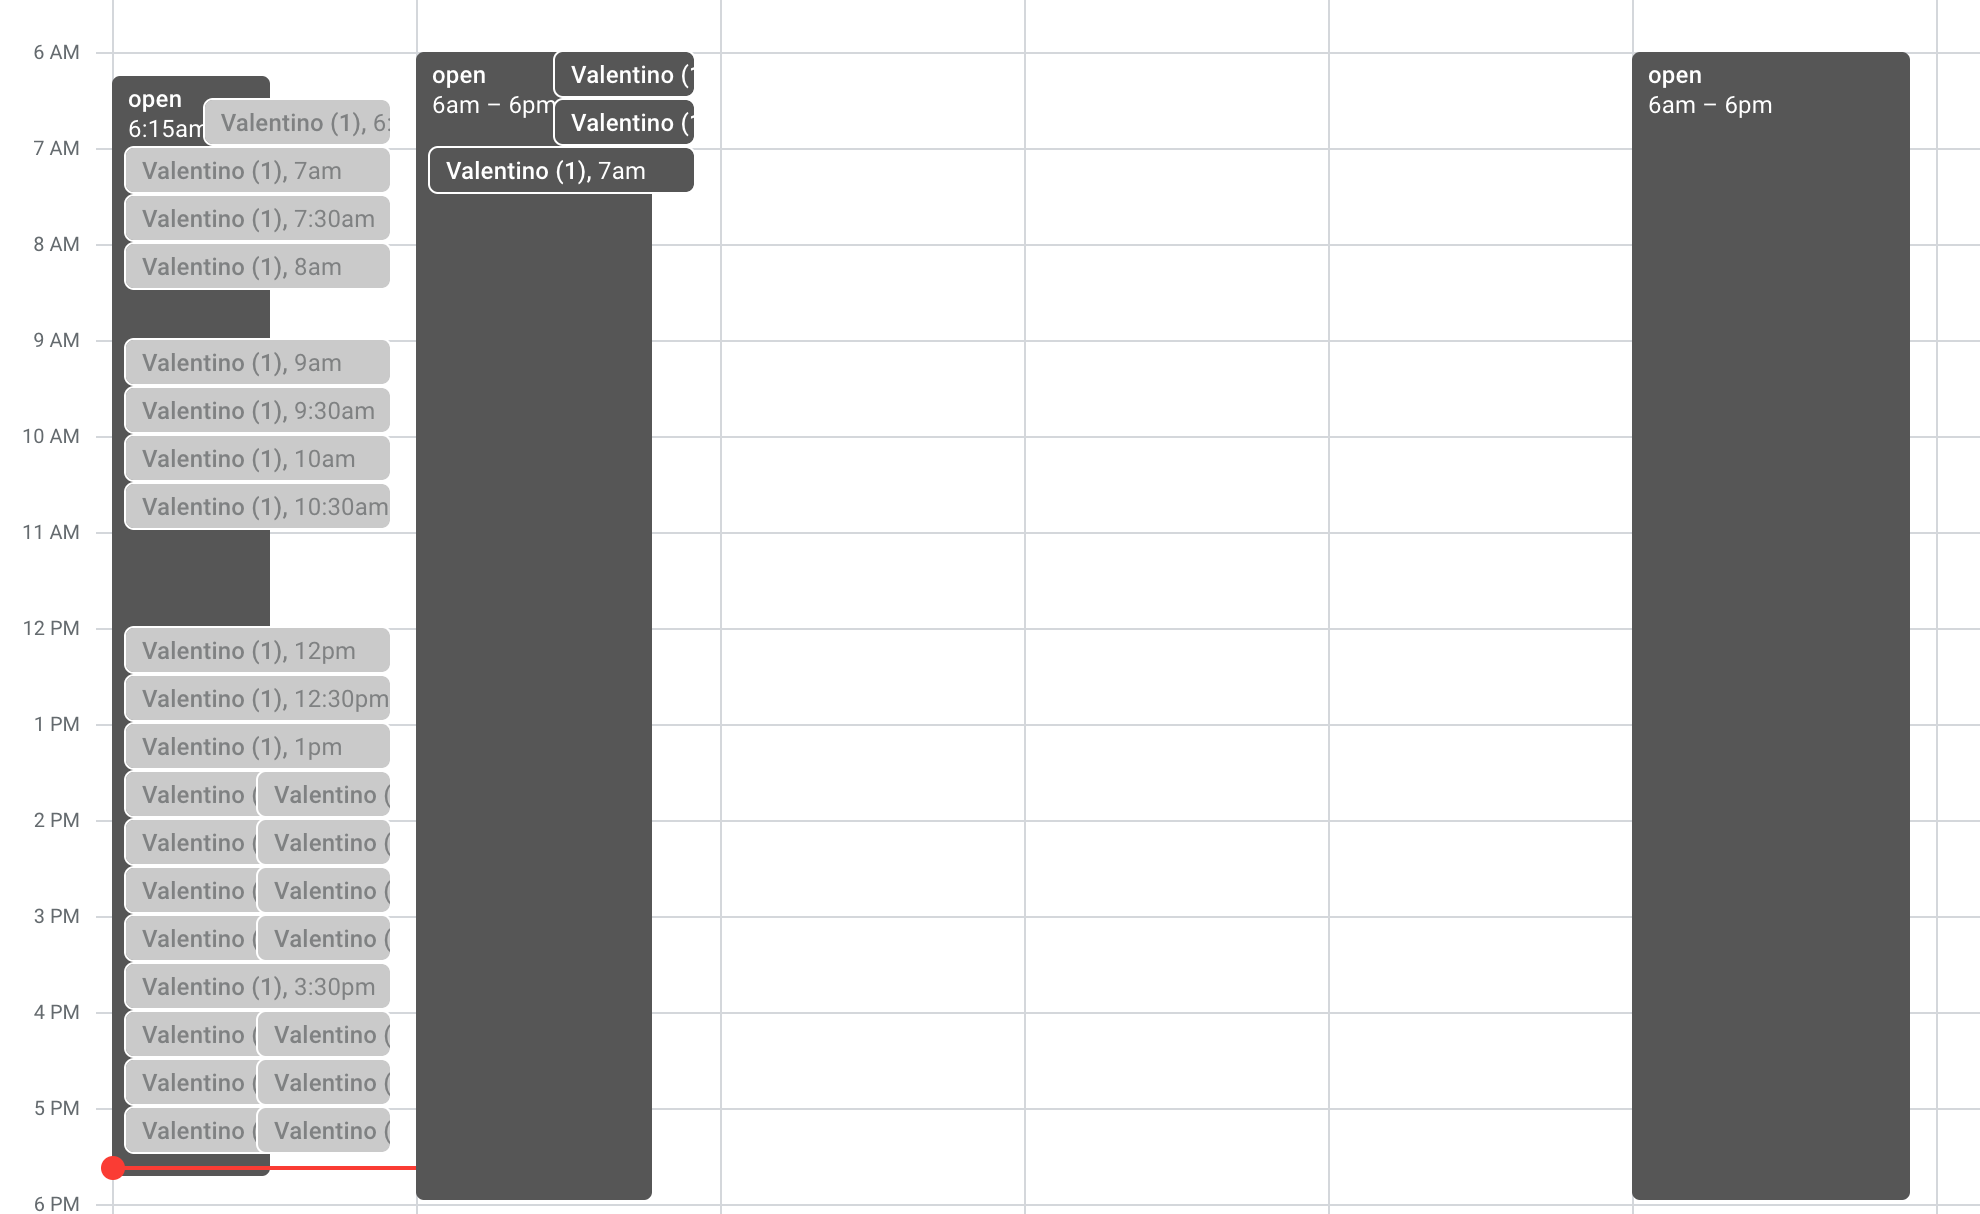 6 AM
7 AM
8 AM
9 AM
10 AM
11 AM
12 PM
1 PM
2 PM
3 PM
4 PM
5 PM
6 PM
open
6:15am
Valentino (1), 6:
Valentino (1), 7am
Valentino (1), 7:30am
Valentino (1), 8am
Valentino (1), 9am
Valentino (1), 9:30am
Valentino (1), 10am
Valentino (1), 10:30am
Valentino (1), 12pm
Valentino (1), 12:30pm
Valentino (1), 1pm
Valentino ( Valentino (
Valentino ( Valentino (
Valentino ( Valentino (
Valentino ( Valentino (
Valentino (1), 3:30pm
Valentino ( Valentino (
Valentino ( Valentino (
Valentino ( Valentino (
open
6am – 6pm
Valentino (1
Valentino (1
Valentino (1), 7am
open
6am – 6pm